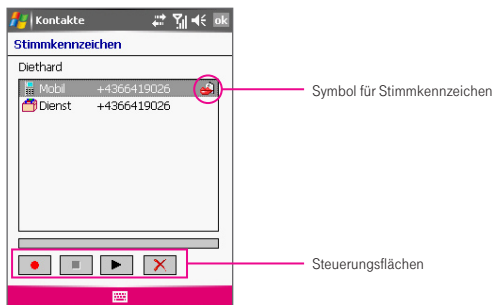 Kontakte ok
Stimmkennzeichen
Diethard
Mobil +4366419026
Dienst +4366419026
Symbol für Stimmkennzeichen
Steuerungsflächen